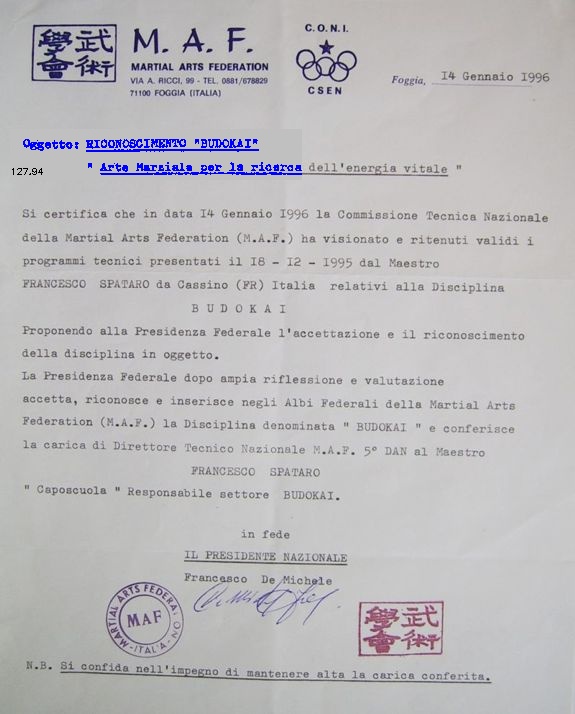 武術學會
M. A. F.
MARTIAL ARTS FEDERATION
VIA A. RICCI, 99 - TEL. 0881/678829
71100 FOGGIA (ITALIA)
C.O.N.I.
CSEN
Foggia, 14 Gennaio 1996
Oggetto: RICONOSCIMENTO "BUDOKAI"
" Arte Marziale per la ricerca dell'energia vitale "
127.94
Si certifica che in data 14 Gennaio 1996 la Commissione Tecnica Nazionale
della Martial Arts Federation (M.A.F.) ha visionato e ritenuti validi i
programmi tecnici presentati il 18 - 12 - 1995 dal Maestro
FRANCESCO SPATARO da Cassino (FR) Italia relativi alla Disciplina
B U D O K A I
Proponendo alla Presidenza Federale l'accettazione e il riconoscimento
della disciplina in oggetto.
La Presidenza Federale dopo ampia riflessione e valutazione
accetta, riconosce e inserisce negli Albi Federali della Martial Arts
Federation (M.A.F.) la Disciplina denominata " BUDOKAI " e conferisce
la carica di Direttore Tecnico Nazionale M.A.F. 5° DAN al Maestro
FRANCESCO SPATARO
" Caposcuola " Responsabile settore BUDOKAI.
in fede
IL PRESIDENTE NAZIONALE
Francesco De Michele
MARTIAL ARTS FEDERATION
MAF
-ITALIA-
武術學會
N.B. Si confida nell'impegno di mantenere alta la carica conferita.